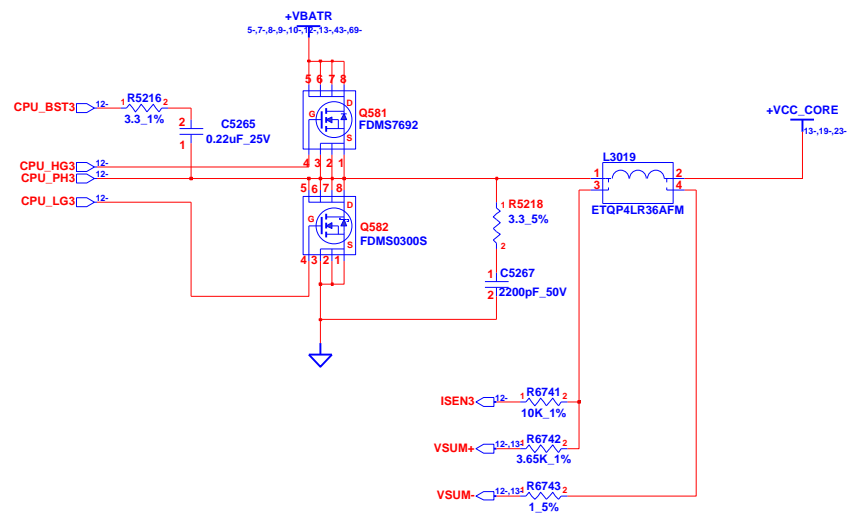 +VBATR
5-,7-,8-,9-,10-,12-,13-,43-,69-
5 6 7 8
CPU_BST3 12- 1 R5216 2
3.3_1%
2 C5265
0.22uF_25V
1
D
G
S
Q581
FDMS7692
+VCC_CORE
13-,19-,23-
CPU_HG3 12-
4 3 2 1
CPU_PH3 12-
L3019
1 2
3 4
ETQP4LR36AFM
CPU_LG3 12-
5 6 7 8
D
G
S
Q582
FDMS0300S
4 3 2 1
1 R5218
3.3_5%
2
1 C5267
2 2200pF_50V
ISEN3 12- 1 R6741 2
10K_1%
VSUM+ 12-,13- 1 R6742 2
3.65K_1%
VSUM- 12-,13- 1 R6743 2
1_5%